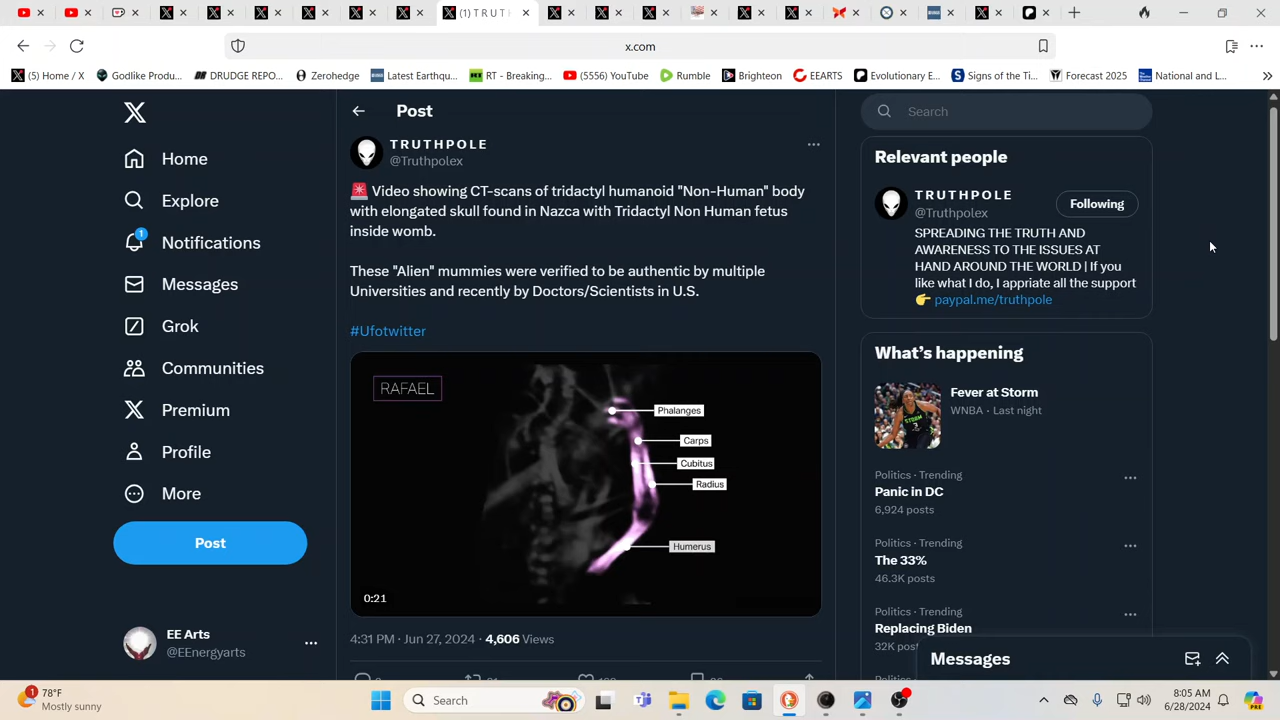 (1) T R U T H
x.com
(5) Home / X
Godlike Produ...
DRUDGE REPO...
Zerohedge
Latest Earthqu...
RT - Breaking...
(5556) YouTube
Rumble
Brighteon
EEARTS
Evolutionary E...
Signs of the Ti...
Forecast 2025
National and L...
Home
Explore
1
Notifications
Messages
Grok
Communities
Premium
Profile
More
Post
EE Arts
@EEnergyarts
Post
T R U T H P O L E
@Truthpolex
🚨 Video showing CT-scans of tridactyl humanoid "Non-Human" body
with elongated skull found in Nazca with Tridactyl Non Human fetus
inside womb.
These "Alien" mummies were verified to be authentic by multiple
Universities and recently by Doctors/Scientists in U.S.
#Ufotwitter
RAFAEL
Phalanges
Carps
Cubitus
Radius
Humerus
0:21
4:31 PM · Jun 27, 2024 · 4,606 Views
Search
Relevant people
T R U T H P O L E
@Truthpolex
Following
SPREADING THE TRUTH AND
AWARENESS TO THE ISSUES AT
HAND AROUND THE WORLD | If you
like what I do, I appriate all the support
👉 paypal.me/truthpole
What's happening
Fever at Storm
WNBA · Last night
Politics · Trending
Panic in DC
6,924 posts
Politics · Trending
The 33%
46.3K posts
Politics · Trending
Replacing Biden
32K
Messages
1
78°F
Mostly sunny
Search
8:05 AM
6/28/2024